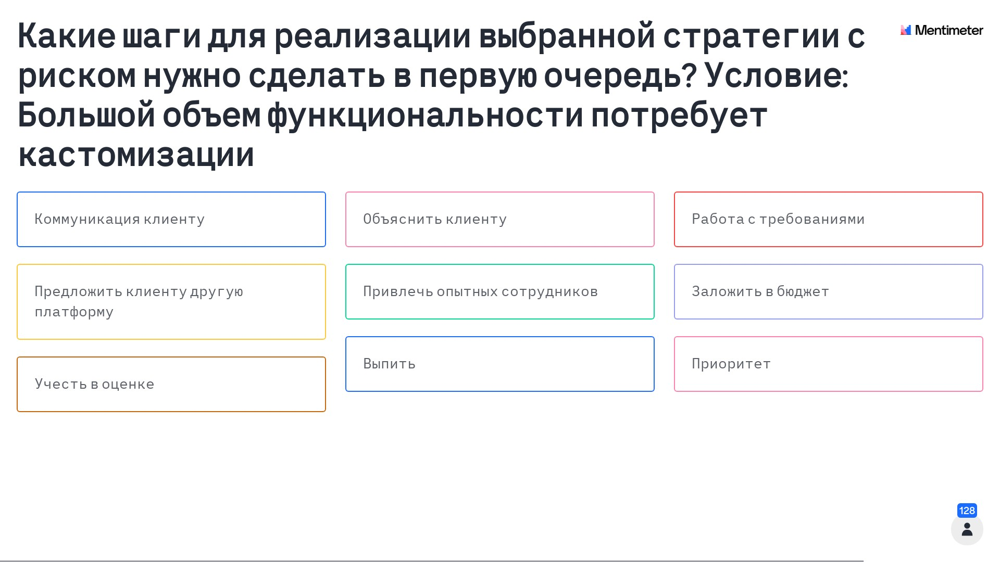 Какие шаги для реализации выбранной стратегии с
риском нужно сделать в первую очередь? Условие:
Большой объем функциональности потребует
кастомизации
Mentimeter
Коммуникация клиенту
Объяснить клиенту
Работа с требованиями
Предложить клиенту другую
платформу
Привлечь опытных сотрудников
Заложить в бюджет
Учесть в оценке
Выпить
Приоритет
128